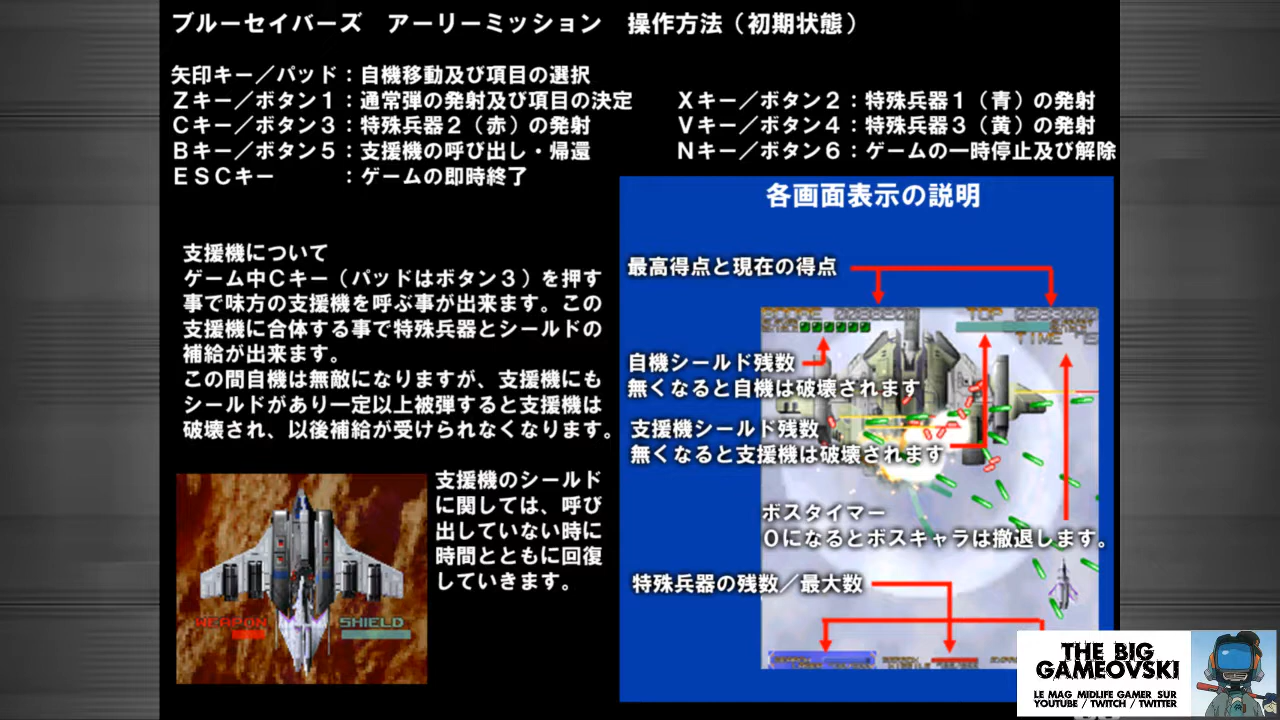 ブルーセイバーズ　アーリーミッション　操作方法（初期状態）
矢印キー／パッド：自機移動及び項目の選択
Ｚキー／ボタン１：通常弾の発射及び項目の決定　Ｘキー／ボタン２：特殊兵器１（青）の発射
Ｃキー／ボタン３：特殊兵器２（赤）の発射　Ｖキー／ボタン４：特殊兵器３（黄）の発射
Ｂキー／ボタン５：支援機の呼び出し・帰還　Ｎキー／ボタン６：ゲームの一時停止及び解除
ＥＳＣキー　　　：ゲームの即時終了
支援機について
ゲーム中Ｃキー（パッドはボタン３）を押す
事で味方の支援機を呼ぶ事が出来ます。この
支援機に合体する事で特殊兵器とシールドの
補給が出来ます。
この間自機は無敵になりますが、支援機にも
シールドがあり一定以上被弾すると支援機は
破壊され、以後補給が受けられなくなります。
支援機のシールド
に関しては、呼び
出していない時に
時間とともに回復
していきます。
WEAPON
SHIELD
各画面表示の説明
最高得点と現在の得点
自機シールド残数
無くなると自機は破壊されます
支援機シールド残数
無くなると支援機は破壊されます
ボスタイマー
０になるとボスキャラは撤退します。
特殊兵器の残数／最大数
THE BIG
GAMEOVSKI
LE MAG MIDLIFE GAMER SUR
YOUTUBE / TWITCH / TWITTER